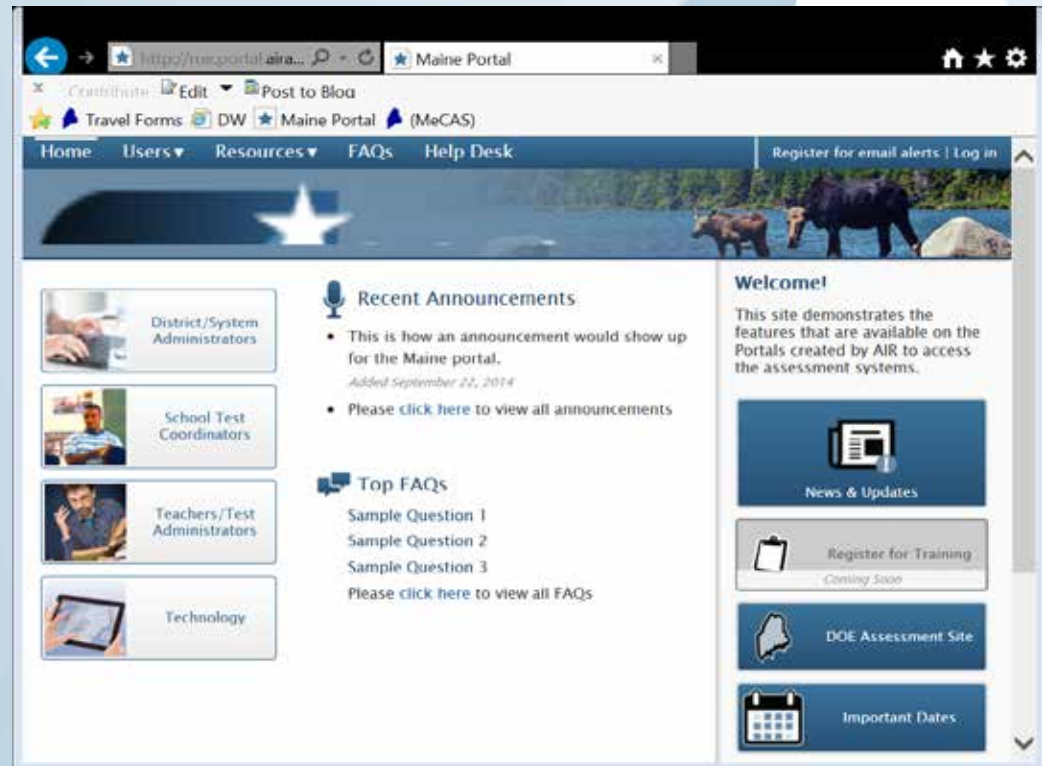 http://me.portal.aira...
Maine Portal
Contribute Edit Post to Blog
Travel Forms DW Maine Portal (MeCAS)
Home Users Resources FAQs Help Desk Register for email alerts | Log in
District/System
Administrators
School Test
Coordinators
Teachers/Test
Administrators
Technology
Recent Announcements
• This is how an announcement would show up
for the Maine portal.
Added September 22, 2014
• Please click here to view all announcements
Top FAQs
Sample Question 1
Sample Question 2
Sample Question 3
Please click here to view all FAQs
Welcome!
This site demonstrates the
features that are available on the
Portals created by AIR to access
the assessment systems.
News & Updates
Register for Training
Coming Soon
DOE Assessment Site
Important Dates